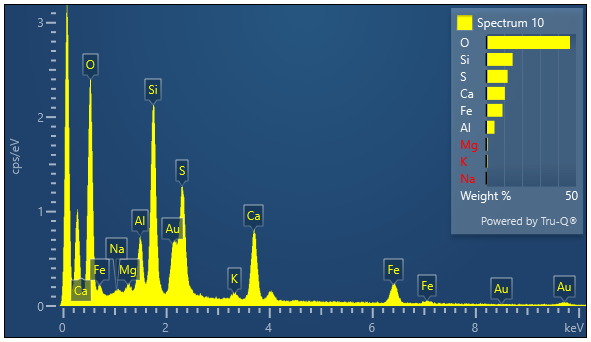 Spectrum 10
O
Si
S
Ca
Fe
Al
Mg
K
Na
Weight % 50
Powered by Tru-Q®
3
2
1
0
cps/eV
O
Si
S
Al
Au
Ca
Na
Fe
Mg
K
Ca
Fe
Fe
Au
Au
0 2 4 6 8 keV